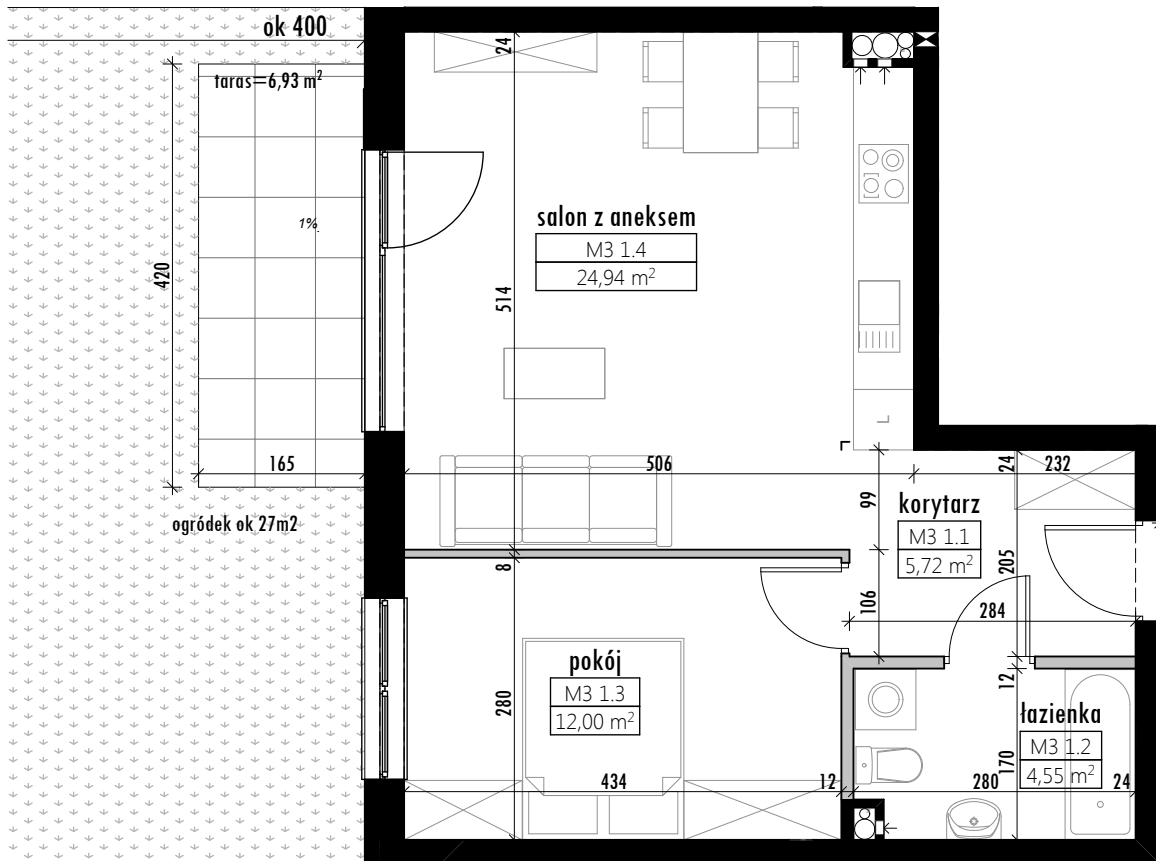 ok 400
24
taras=6,93 m²
1%
salon z aneksem
M3 1.4
24,94 m²
420
514
L
165
506
24
232
ogródek ok 27m2
99
korytarz
M3 1.1
5,72 m²
205
8
106
284
pokój
M3 1.3
12,00 m²
280
12
łazienka
M3 1.2
4,55 m²
170
434
12
280
24